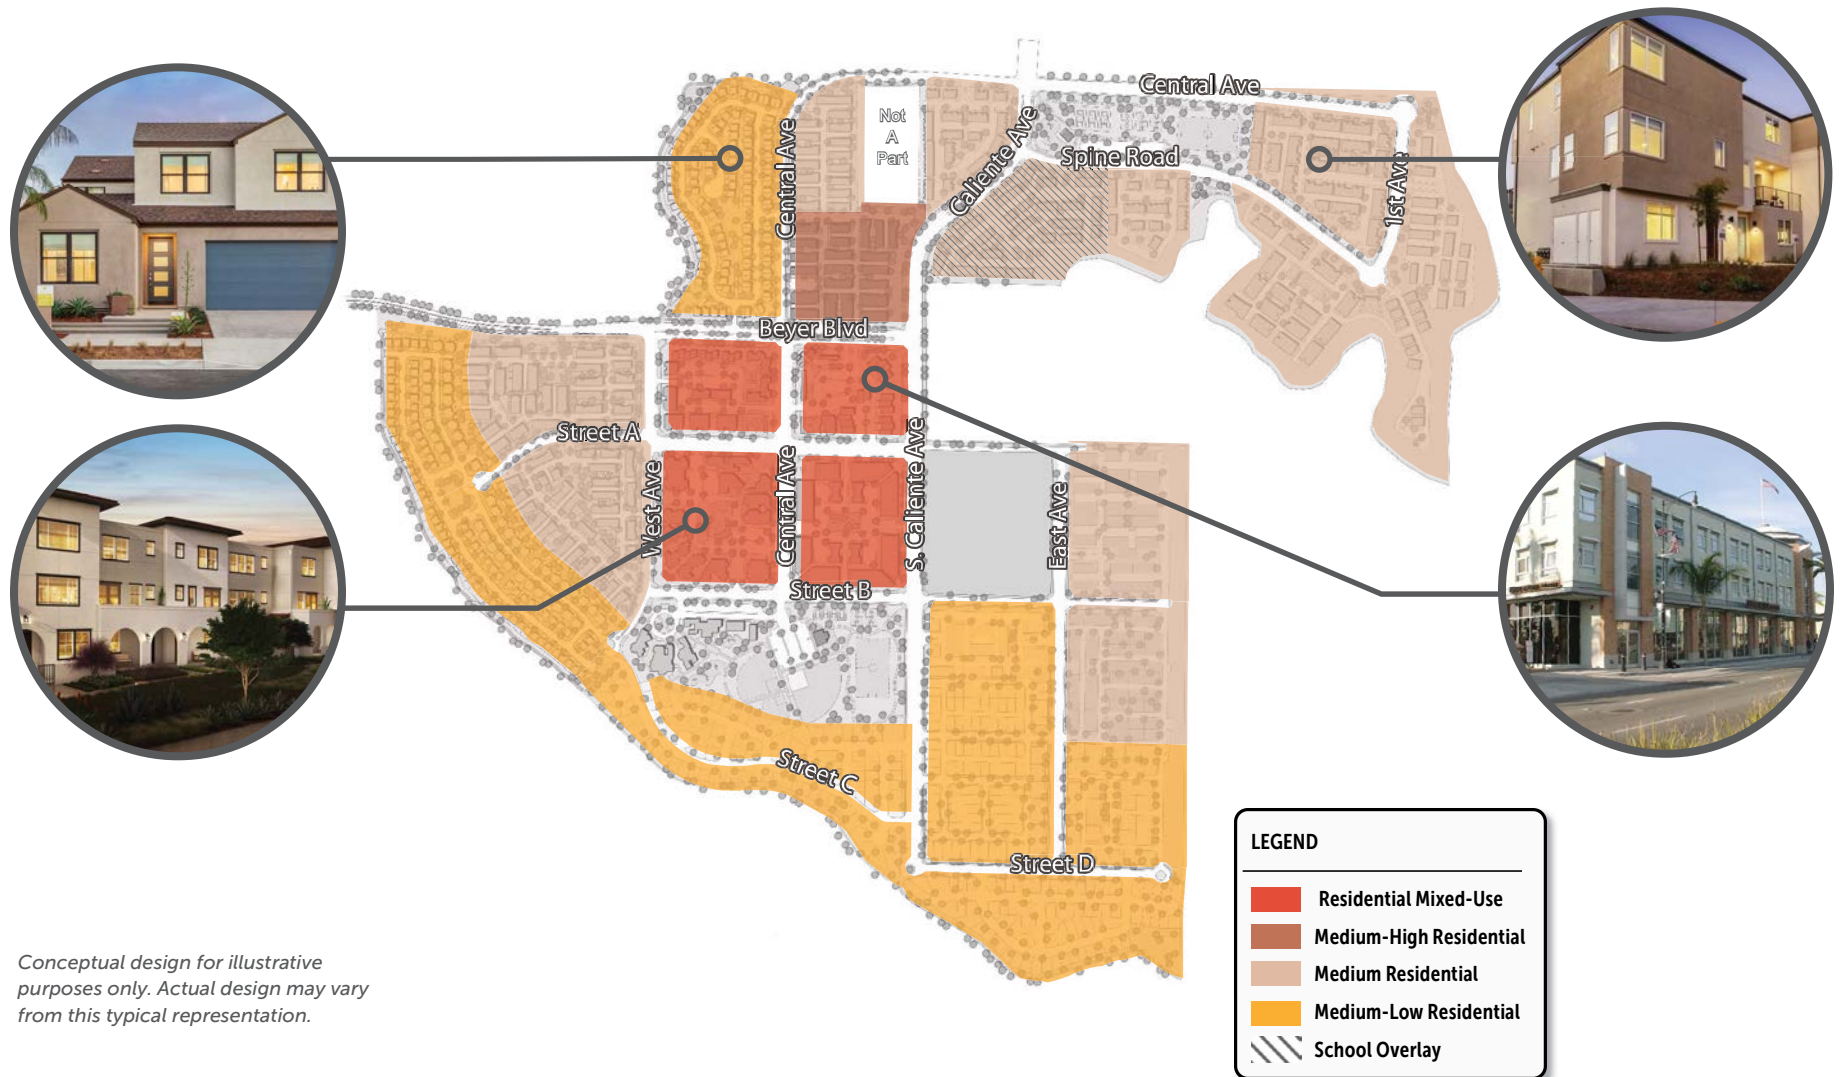 Central Ave
Not
A
Part
Central Ave
Caliente Ave
Spine Road
1st Ave
Beyer Blvd
Street A
West Ave
Central Ave
S. Caliente Ave
East Ave
Street B
Street C
Street D
LEGEND
Residential Mixed-Use
Medium-High Residential
Medium Residential
Medium-Low Residential
School Overlay
Conceptual design for illustrative
purposes only. Actual design may vary
from this typical representation.